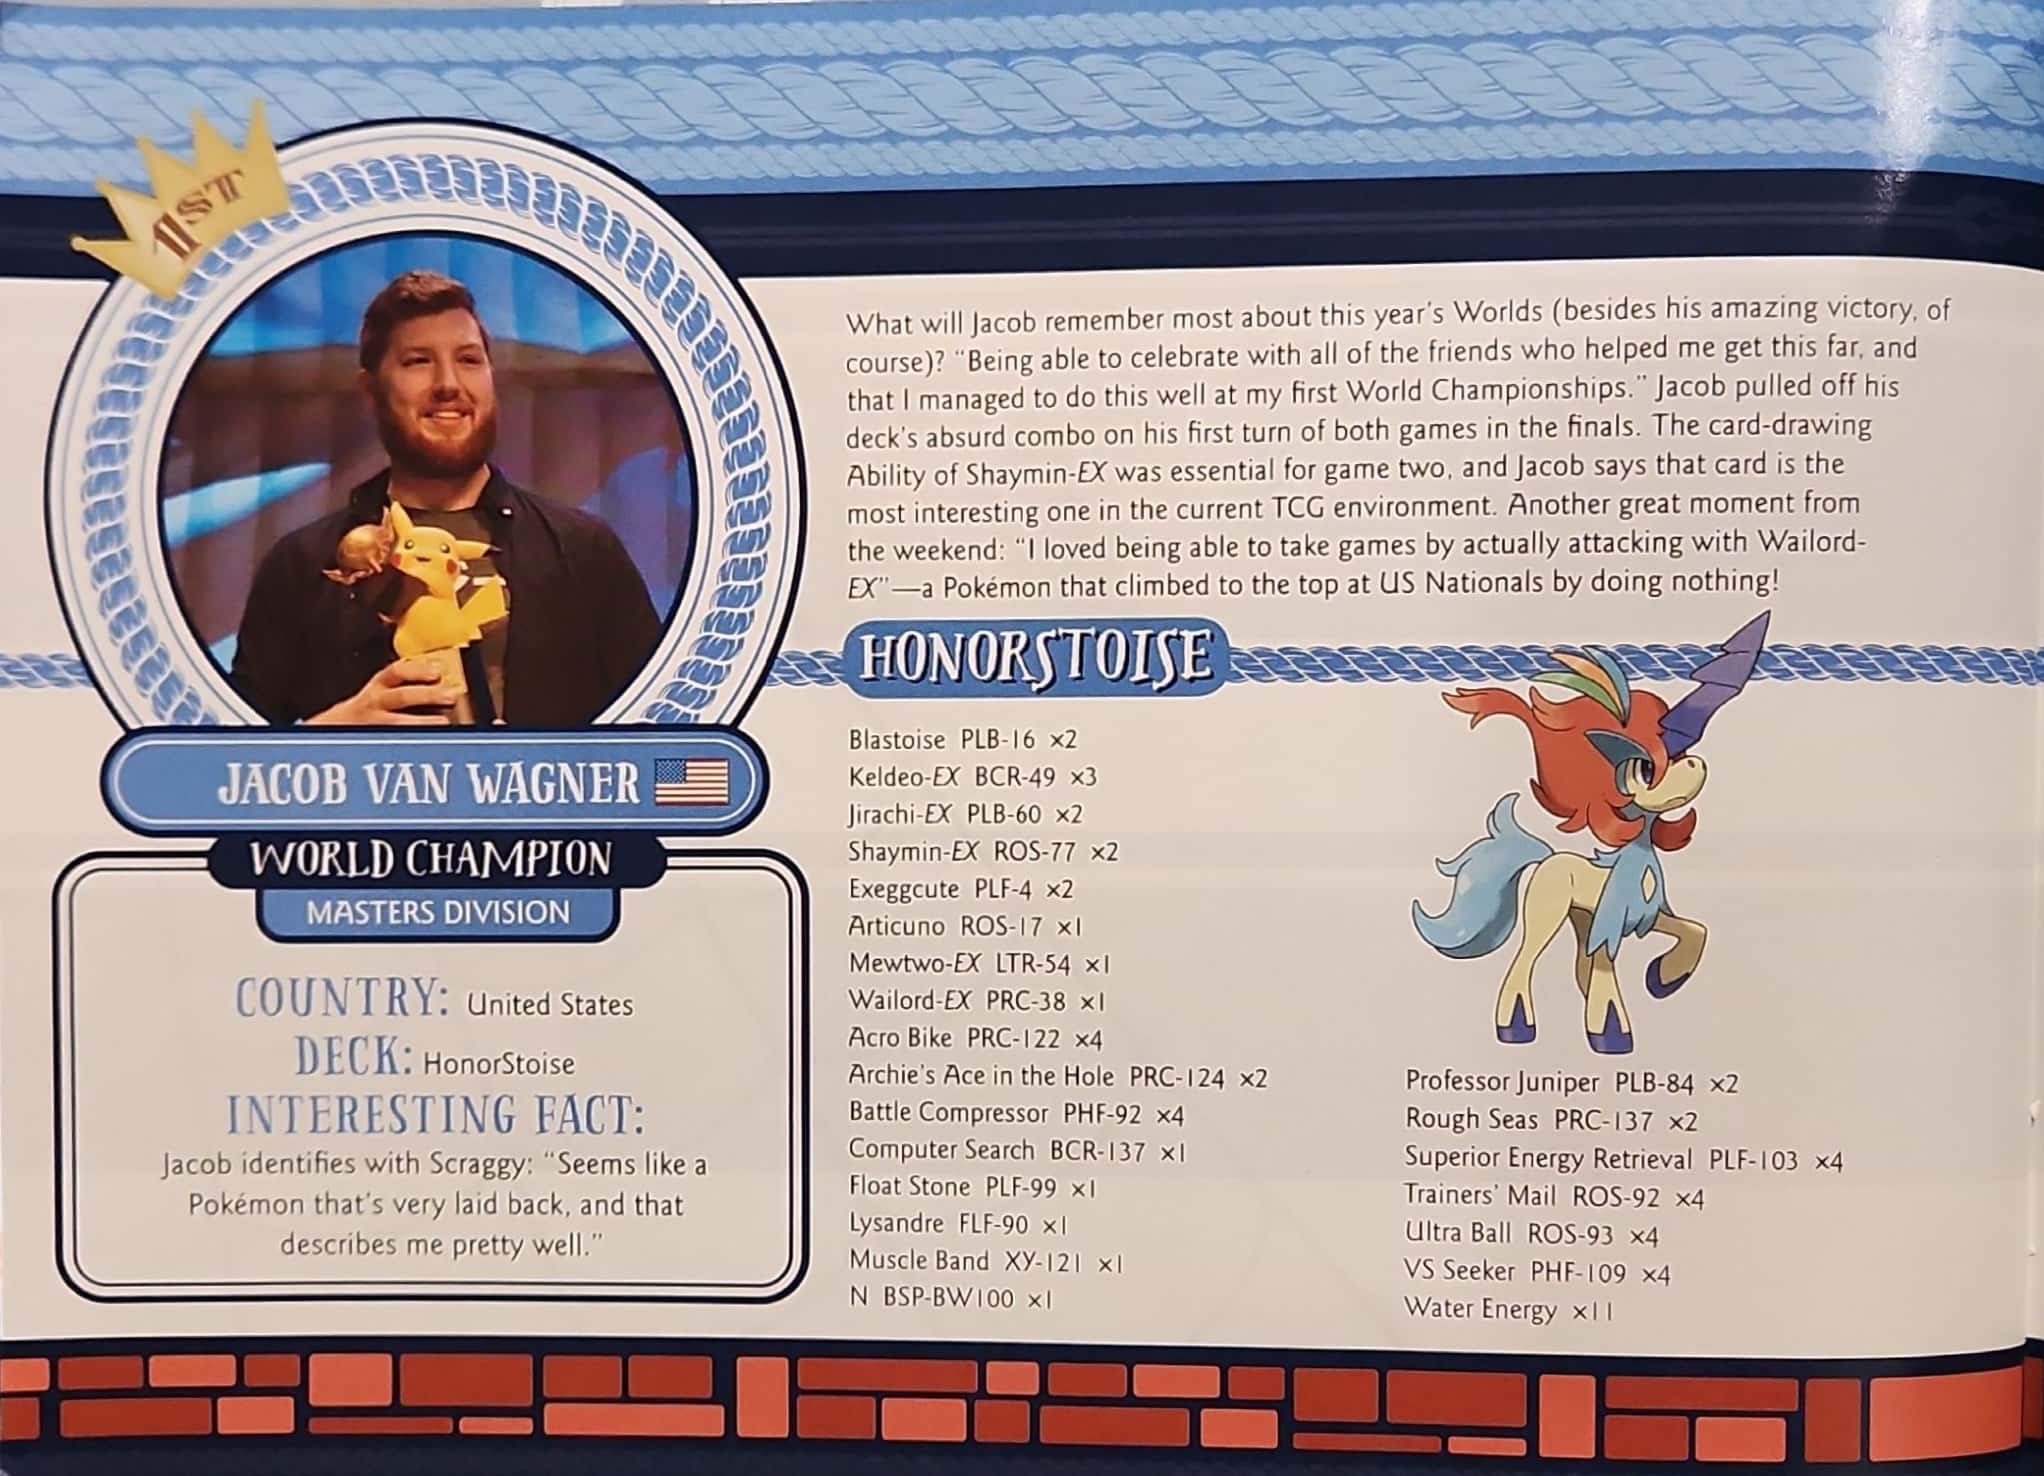 1ST
JACOB VAN WAGNER
WORLD CHAMPION
MASTERS DIVISION
COUNTRY: United States
DECK: HonorStoise
INTERESTING FACT:
Jacob identifies with Scraggy: “Seems like a
Pokémon that’s very laid back, and that
describes me pretty well.”
What will Jacob remember most about this year’s Worlds (besides his amazing victory, of
course)? “Being able to celebrate with all of the friends who helped me get this far, and
that I managed to do this well at my first World Championships.” Jacob pulled off his
deck’s absurd combo on his first turn of both games in the finals. The card-drawing
Ability of Shaymin-EX was essential for game two, and Jacob says that card is the
most interesting one in the current TCG environment. Another great moment from
the weekend: “I loved being able to take games by actually attacking with Wailord-
EX”—a Pokémon that climbed to the top at US Nationals by doing nothing!
HONORSTOISE
Blastoise PLB-16 ×2
Keldeo-EX BCR-49 ×3
Jirachi-EX PLB-60 ×2
Shaymin-EX ROS-77 ×2
Exeggcute PLF-4 ×2
Articuno ROS-17 ×1
Mewtwo-EX LTR-54 ×1
Wailord-EX PRC-38 ×1
Acro Bike PRC-122 ×4
Archie’s Ace in the Hole PRC-124 ×2
Battle Compressor PHF-92 ×4
Computer Search BCR-137 ×1
Float Stone PLF-99 ×1
Lysandre FLF-90 ×1
Muscle Band XY-121 ×1
N BSP-BW100 ×1
Professor Juniper PLB-84 ×2
Rough Seas PRC-137 ×2
Superior Energy Retrieval PLF-103 ×4
Trainers’ Mail ROS-92 ×4
Ultra Ball ROS-93 ×4
VS Seeker PHF-109 ×4
Water Energy ×11